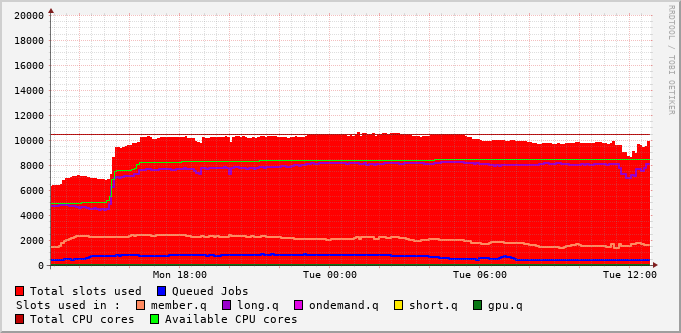 20000
18000
16000
14000
12000
10000
8000
6000
4000
2000
0
Mon 18:00 Tue 00:00 Tue 06:00 Tue 12:00
Total slots used Queued Jobs
Slots used in : member.q long.q ondemand.q short.q gpu.q
Total CPU cores Available CPU cores
RRDTOOL / TOBI OETIKER